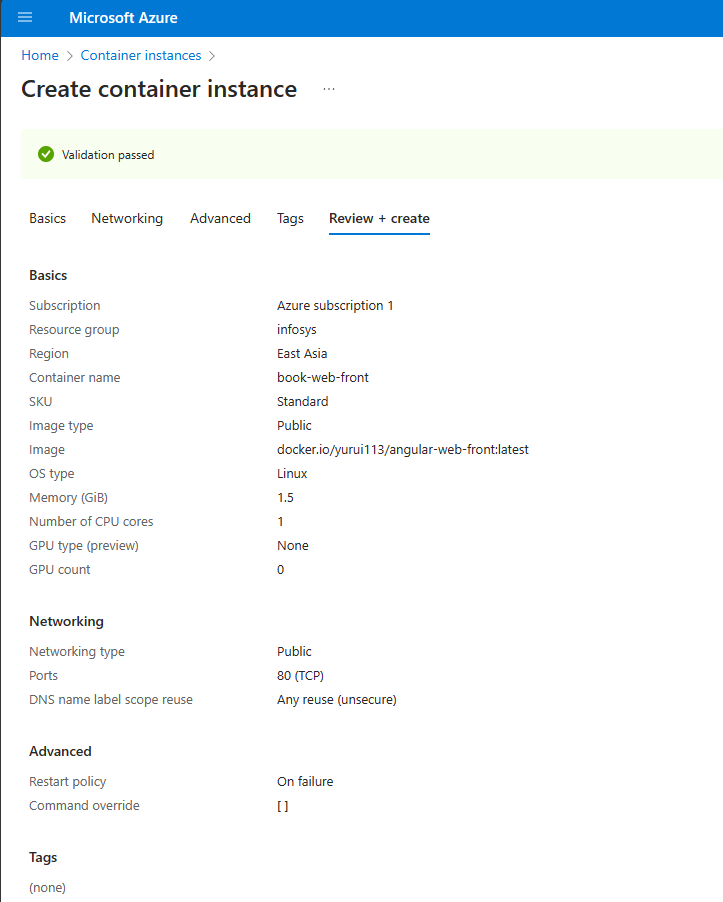 Microsoft Azure
Home > Container instances >
Create container instance ...
Validation passed
Basics Networking Advanced Tags Review + create
Basics
Subscription Azure subscription 1
Resource group infosys
Region East Asia
Container name book-web-front
SKU Standard
Image type Public
Image docker.io/yurui113/angular-web-front:latest
OS type Linux
Memory (GiB) 1.5
Number of CPU cores 1
GPU type (preview) None
GPU count 0
Networking
Networking type Public
Ports 80 (TCP)
DNS name label scope reuse Any reuse (unsecure)
Advanced
Restart policy On failure
Command override [ ]
Tags
(none)